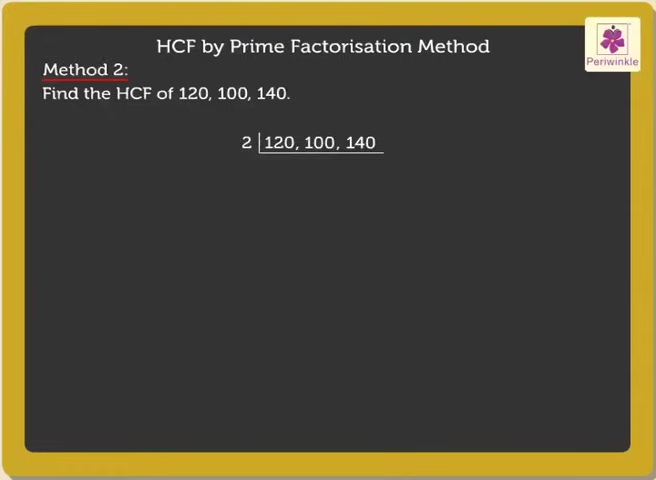 HCF by Prime Factorisation Method
Periwinkle
Method 2:
Find the HCF of 120, 100, 140.
2 120, 100, 140